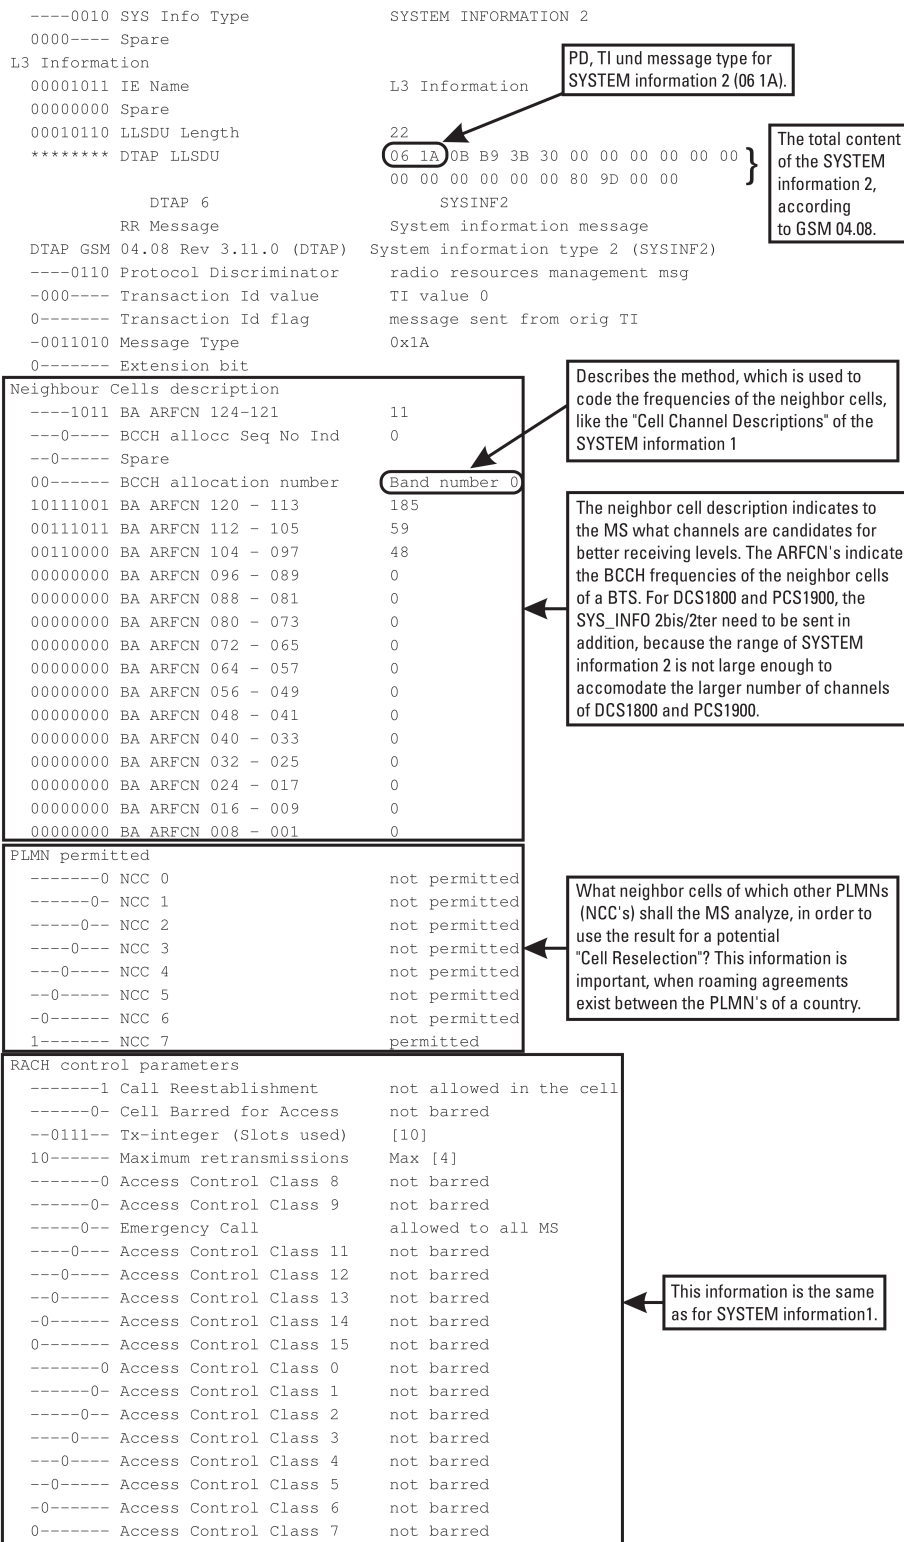 ----0010 SYS Info Type SYSTEM INFORMATION 2
0000---- Spare
L3 Information
00001011 IE Name L3 Information
00000000 Spare
00010110 LLSDU Length 22
******** DTAP LLSDU 06 1A 0B B9 3B 30 00 00 00 00 00 00
00 00 00 00 00 00 80 9D 00 00
DTAP 6 SYSINF2
RR Message System information message
DTAP GSM 04.08 Rev 3.11.0 (DTAP) System information type 2 (SYSINF2)
----0110 Protocol Discriminator radio resources management msg
-000---- Transaction Id value TI value 0
0------- Transaction Id flag message sent from orig TI
-0011010 Message Type 0x1A
0------- Extension bit
PD, TI und message type for
SYSTEM information 2 (06 1A).
The total content
of the SYSTEM
information 2,
according
to GSM 04.08.
Neighbour Cells description
----1011 BA ARFCN 124-121 11
---0---- BCCH allocc Seq No Ind 0
--0----- Spare
00------ BCCH allocation number Band number 0
10111001 BA ARFCN 120 - 113 185
00111011 BA ARFCN 112 - 105 59
00110000 BA ARFCN 104 - 097 48
00000000 BA ARFCN 096 - 089 0
00000000 BA ARFCN 088 - 081 0
00000000 BA ARFCN 080 - 073 0
00000000 BA ARFCN 072 - 065 0
00000000 BA ARFCN 064 - 057 0
00000000 BA ARFCN 056 - 049 0
00000000 BA ARFCN 048 - 041 0
00000000 BA ARFCN 040 - 033 0
00000000 BA ARFCN 032 - 025 0
00000000 BA ARFCN 024 - 017 0
00000000 BA ARFCN 016 - 009 0
00000000 BA ARFCN 008 - 001 0
Describes the method, which is used to
code the frequencies of the neighbor cells,
like the "Cell Channel Descriptions" of the
SYSTEM information 1
The neighbor cell description indicates to
the MS what channels are candidates for
better receiving levels. The ARFCN's indicate
the BCCH frequencies of the neighbor cells
of a BTS. For DCS1800 and PCS1900, the
SYS_INFO 2bis/2ter need to be sent in
addition, because the range of SYSTEM
information 2 is not large enough to
accomodate the larger number of channels
of DCS1800 and PCS1900.
PLMN permitted
-------0 NCC 0 not permitted
------0- NCC 1 not permitted
-----0-- NCC 2 not permitted
----0--- NCC 3 not permitted
---0---- NCC 4 not permitted
--0----- NCC 5 not permitted
-0------ NCC 6 not permitted
1------- NCC 7 permitted
What neighbor cells of which other PLMNs
(NCC's) shall the MS analyze, in order to
use the result for a potential
"Cell Reselection"? This information is
important, when roaming agreements
exist between the PLMN's of a country.
RACH control parameters
-------1 Call Reestablishment not allowed in the cell
------0- Cell Barred for Access not barred
--0111-- Tx-integer (Slots used) [10]
10------ Maximum retransmissions Max [4]
-------0 Access Control Class 8 not barred
------0- Access Control Class 9 not barred
-----0-- Emergency Call allowed to all MS
----0--- Access Control Class 11 not barred
---0---- Access Control Class 12 not barred
--0----- Access Control Class 13 not barred
-0------ Access Control Class 14 not barred
0------- Access Control Class 15 not barred
-------0 Access Control Class 0 not barred
------0- Access Control Class 1 not barred
-----0-- Access Control Class 2 not barred
----0--- Access Control Class 3 not barred
---0---- Access Control Class 4 not barred
--0----- Access Control Class 5 not barred
-0------ Access Control Class 6 not barred
0------- Access Control Class 7 not barred
This information is the same
as for SYSTEM information1.